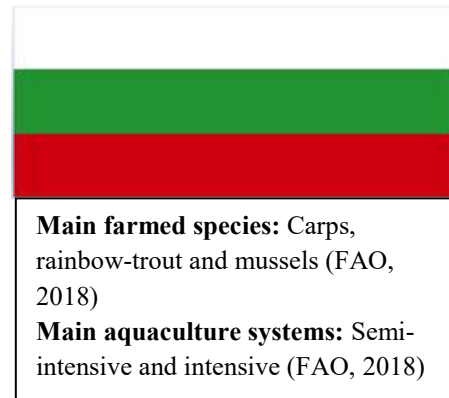 Main farmed species: Carps,
rainbow-trout and mussels (FAO,
2018)
Main aquaculture systems: Semi-
intensive and intensive (FAO, 2018)